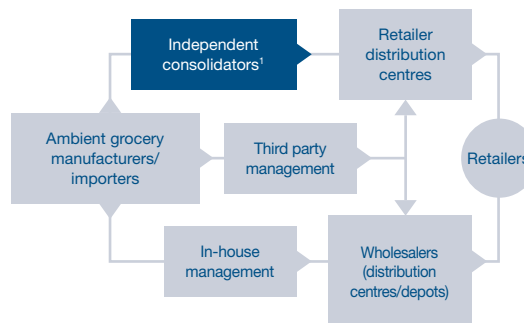 Independent
consolidators¹
Retailer
distribution
centres
Ambient grocery
manufacturers/
importers
Third party
management
Retailers
In-house
management
Wholesalers
(distribution
centres/depots)